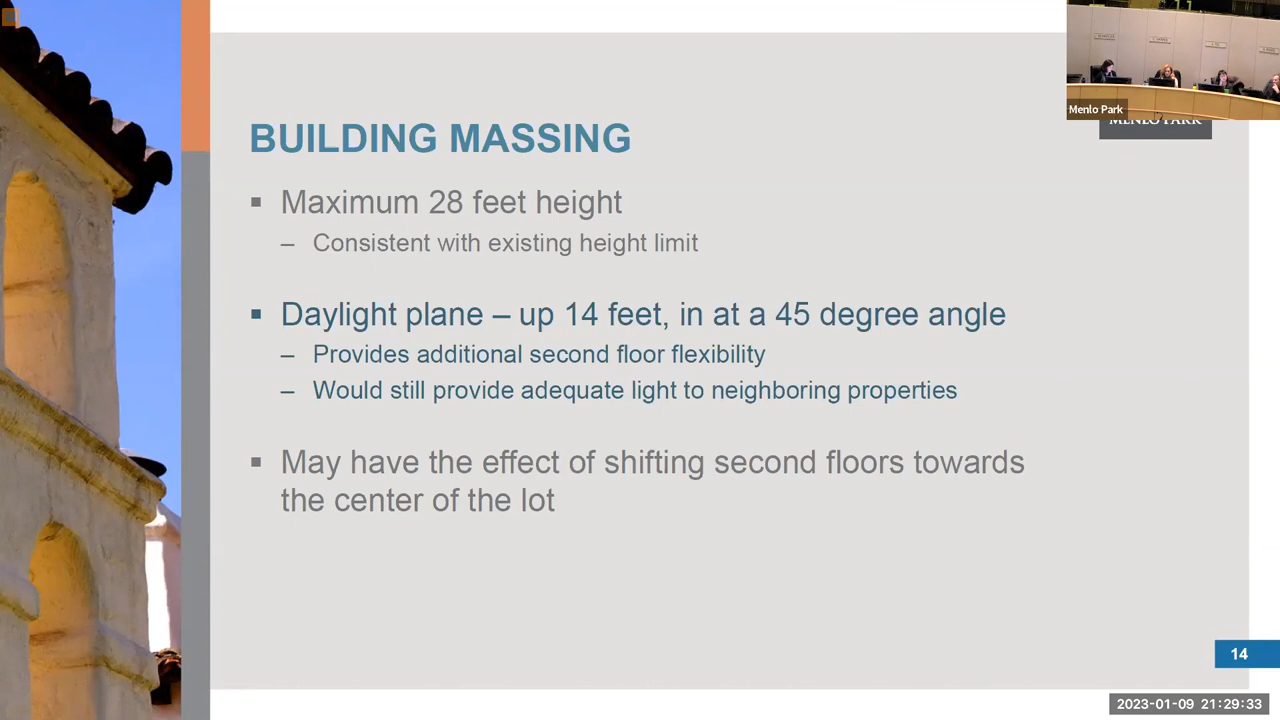 BUILDING MASSING
▪ Maximum 28 feet height
– Consistent with existing height limit
▪ Daylight plane – up 14 feet, in at a 45 degree angle
– Provides additional second floor flexibility
– Would still provide adequate light to neighboring properties
▪ May have the effect of shifting second floors towards
the center of the lot
Menlo Park
MENLO PARK
14
2023-01-09 21:29:33